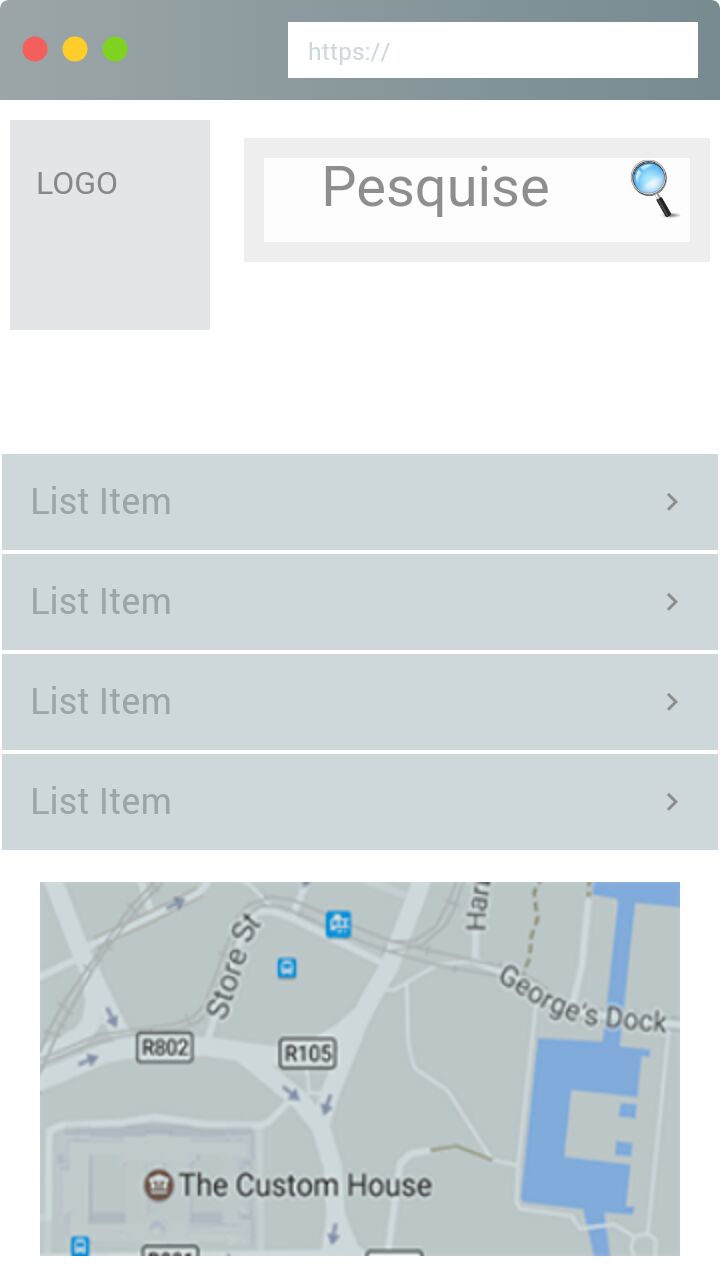 https://
LOGO
Pesquise
List Item
List Item
List Item
List Item
Store St
George's Dock
R802
R105
The Custom House